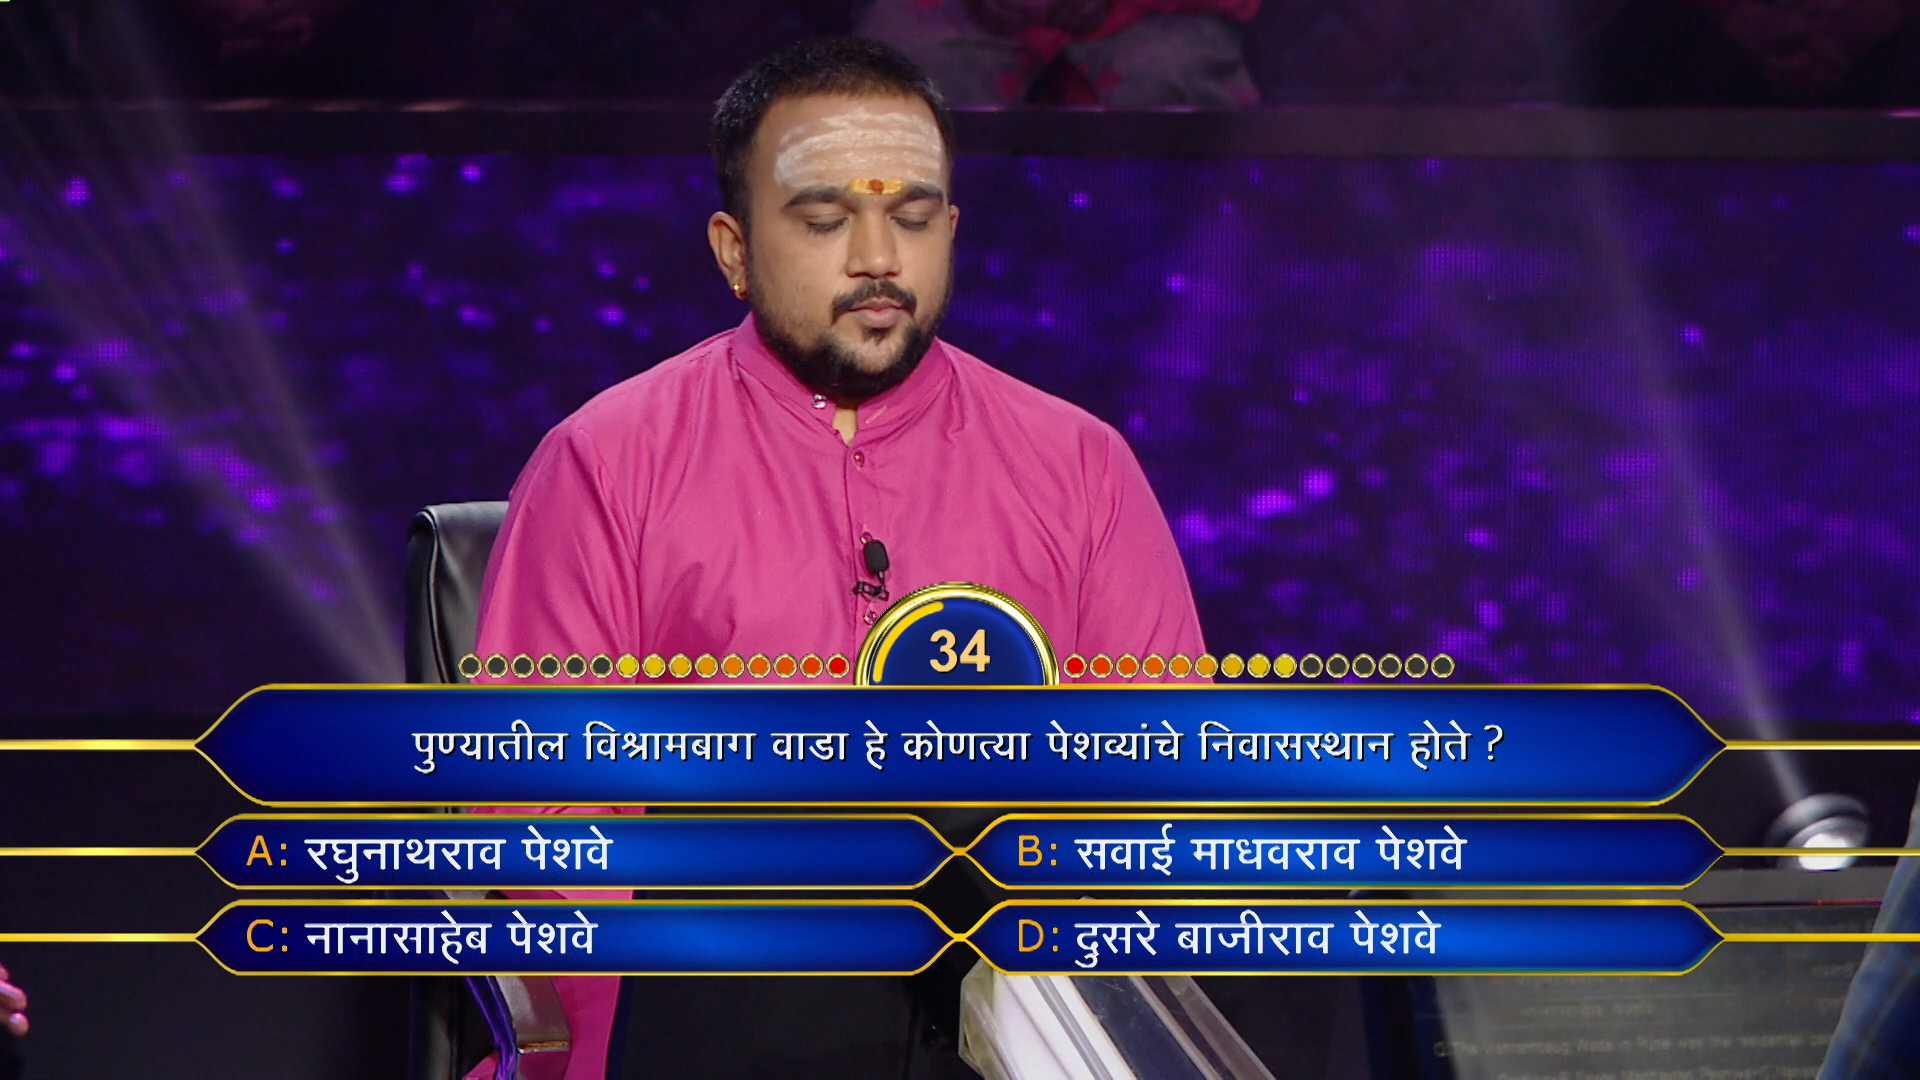 34
पुण्यातील विश्रामबाग वाडा हे कोणत्या पेशव्यांचे निवासस्थान होते ?
A: रघुनाथराव पेशवे
B: सवाई माधवराव पेशवे
C: नानासाहेब पेशवे
D: दुसरे बाजीराव पेशवे